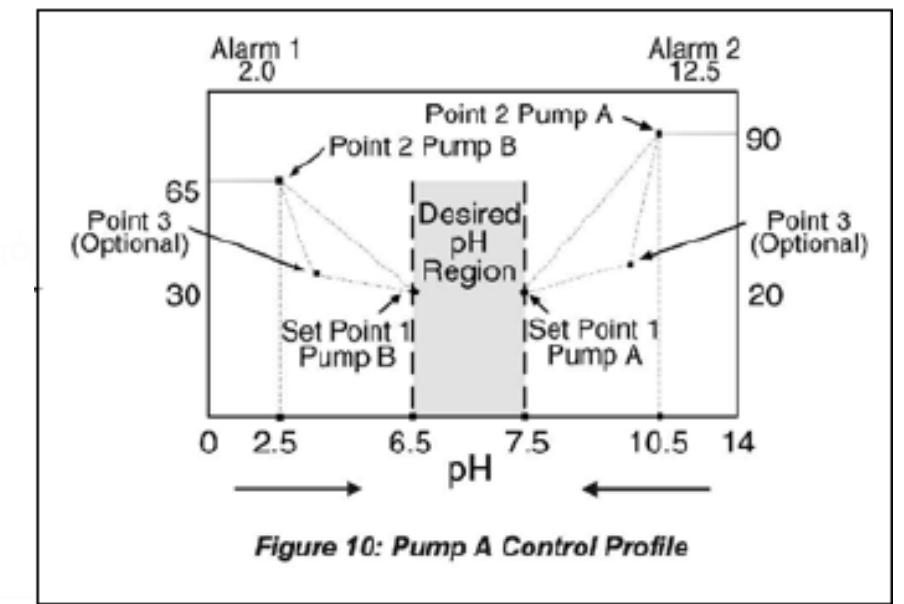 Alarm 1
2.0
Alarm 2
12.5
Point 2 Pump A
90
Point 2 Pump B
65
Point 3
(Optional)
Desired
pH
Region
Point 3
(Optional)
30
20
Set Point 1
Pump B
Set Point 1
Pump A
0 2.5 6.5 7.5 10.5 14
pH
Figure 10: Pump A Control Profile